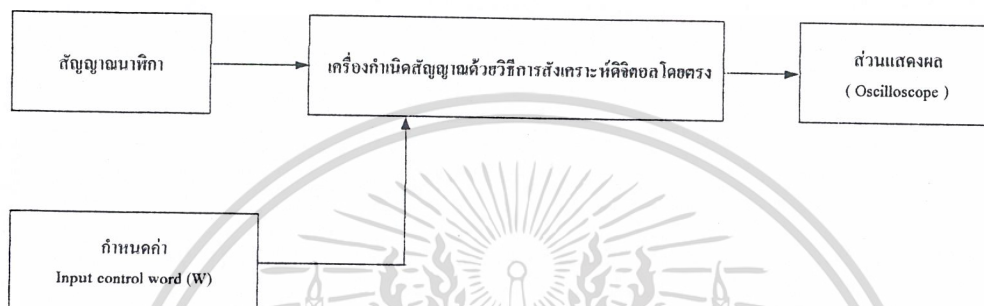 สัญญาณนาฬิกา
เครื่องกำเนิดสัญญาณด้วยวิธีการสังเคราะห์ดิจิตอลโดยตรง
ส่วนแสดงผล
( Oscilloscope )
กำหนดค่า
Input control word (W)